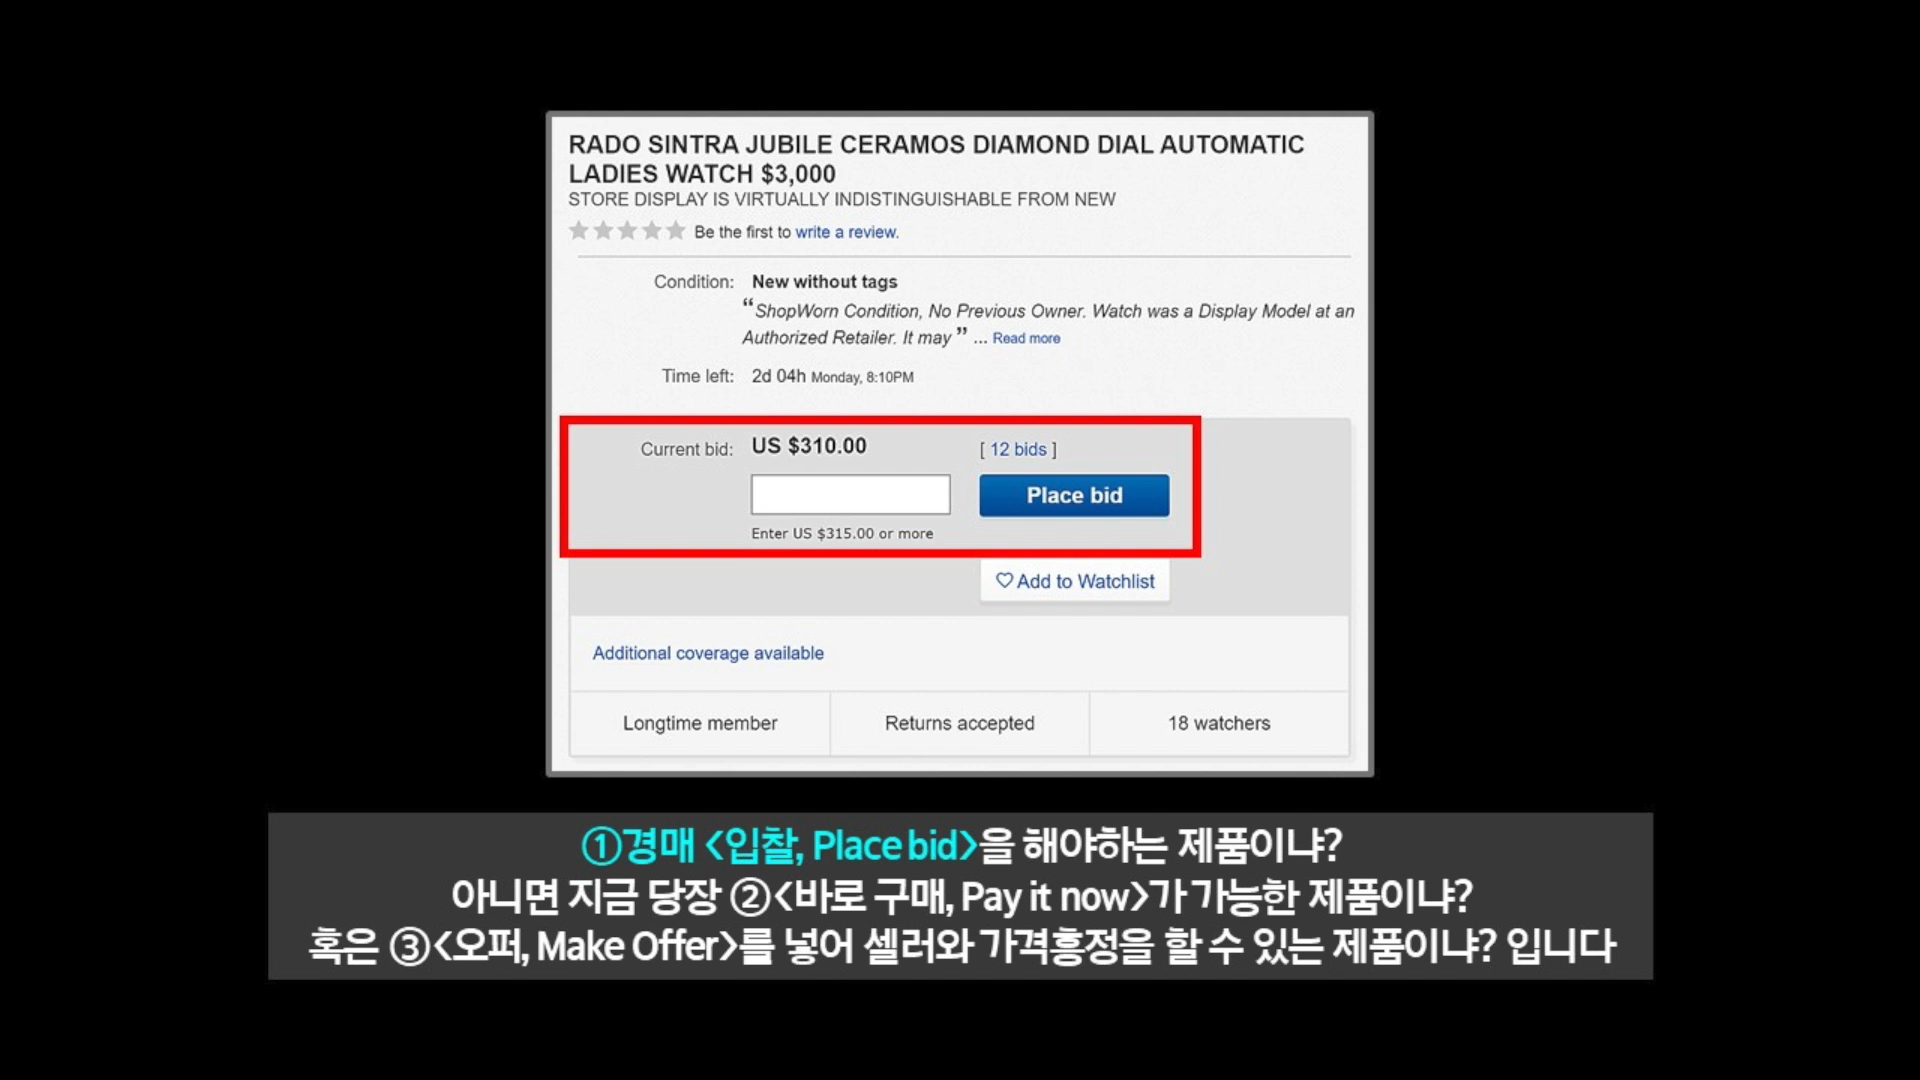 RADO SINTRA JUBILE CERAMOS DIAMOND DIAL AUTOMATIC
LADIES WATCH $3,000
STORE DISPLAY IS VIRTUALLY INDISTINGUISHABLE FROM NEW
Be the first to write a review.
Condition: New without tags
“ShopWorn Condition, No Previous Owner. Watch was a Display Model at an
Authorized Retailer. It may” ... Read more
Time left: 2d 04h Monday, 8:10PM
Current bid: US $310.00 [ 12 bids ]
Place bid
Enter US $315.00 or more
Add to Watchlist
Additional coverage available
Longtime member Returns accepted 18 watchers
①경매 <입찰, Place bid>을 해야하는 제품이냐?
아니면 지금 당장 ②<바로 구매, Pay it now>가 가능한 제품이냐?
혹은 ③<오퍼, Make Offer>를 넣어 셀러와 가격흥정을 할 수 있는 제품이냐? 입니다